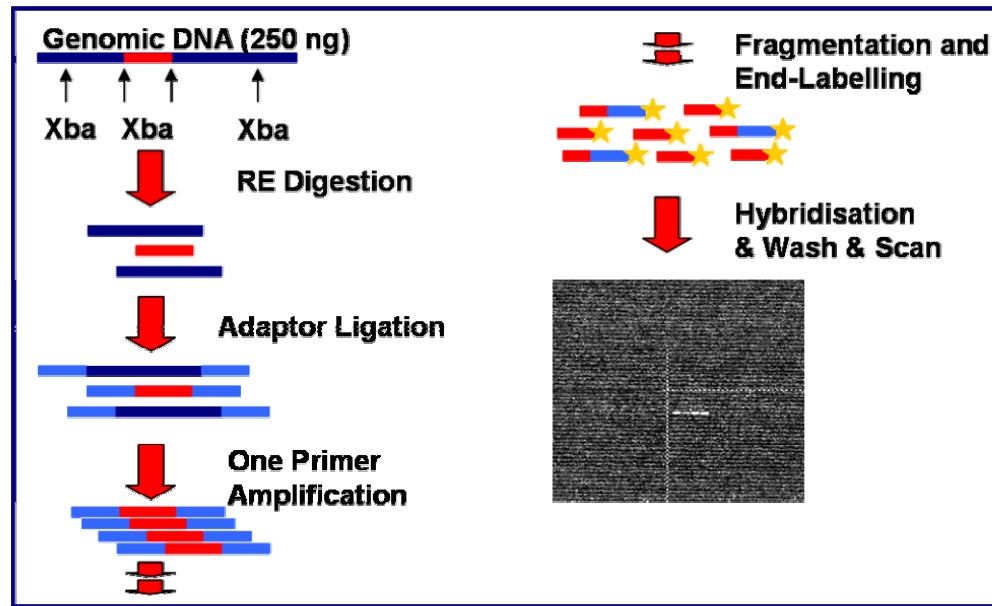 Genomic DNA (250 ng)
Xba Xba Xba
RE Digestion
Adaptor Ligation
One Primer
Amplification
Fragmentation and
End-Labelling
Hybridisation
& Wash & Scan